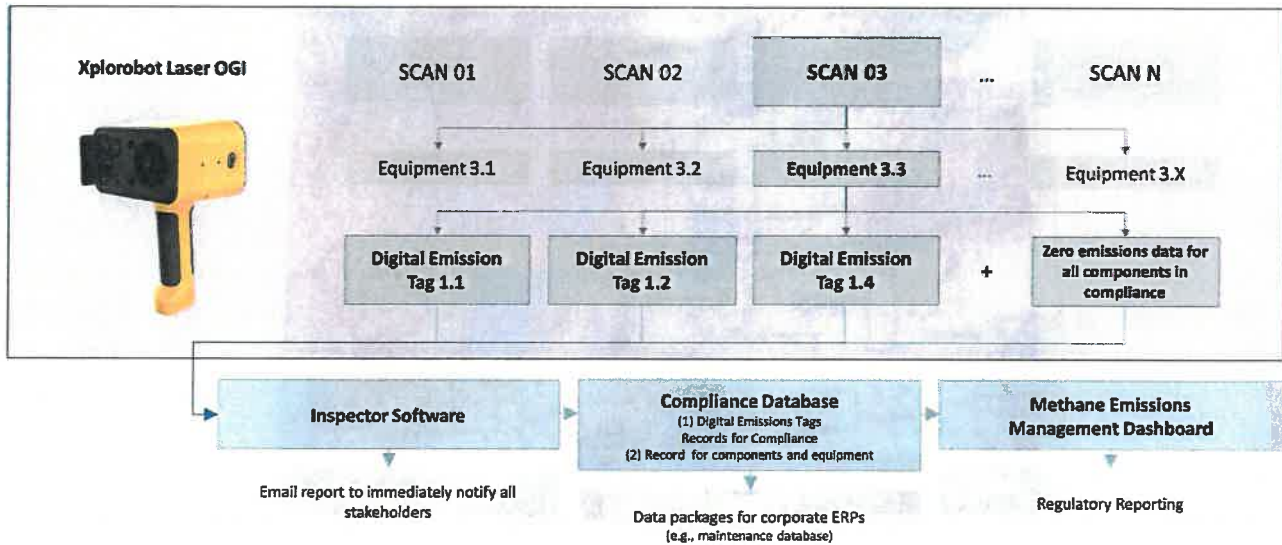 Xplorobot Laser OGI
SCAN 01
SCAN 02
SCAN 03
...
SCAN N
Equipment 3.1
Equipment 3.2
Equipment 3.3
...
Equipment 3.X
Digital Emission
Tag 1.1
Digital Emission
Tag 1.2
Digital Emission
Tag 1.4
+
Zero emissions data for
all components in
compliance
Inspector Software
Compliance Database
(1) Digital Emissions Tags
Records for Compliance
(2) Record for components and equipment
Methane Emissions
Management Dashboard
Email report to immediately notify all
stakeholders
Data packages for corporate ERPs
(e.g., maintenance database)
Regulatory Reporting